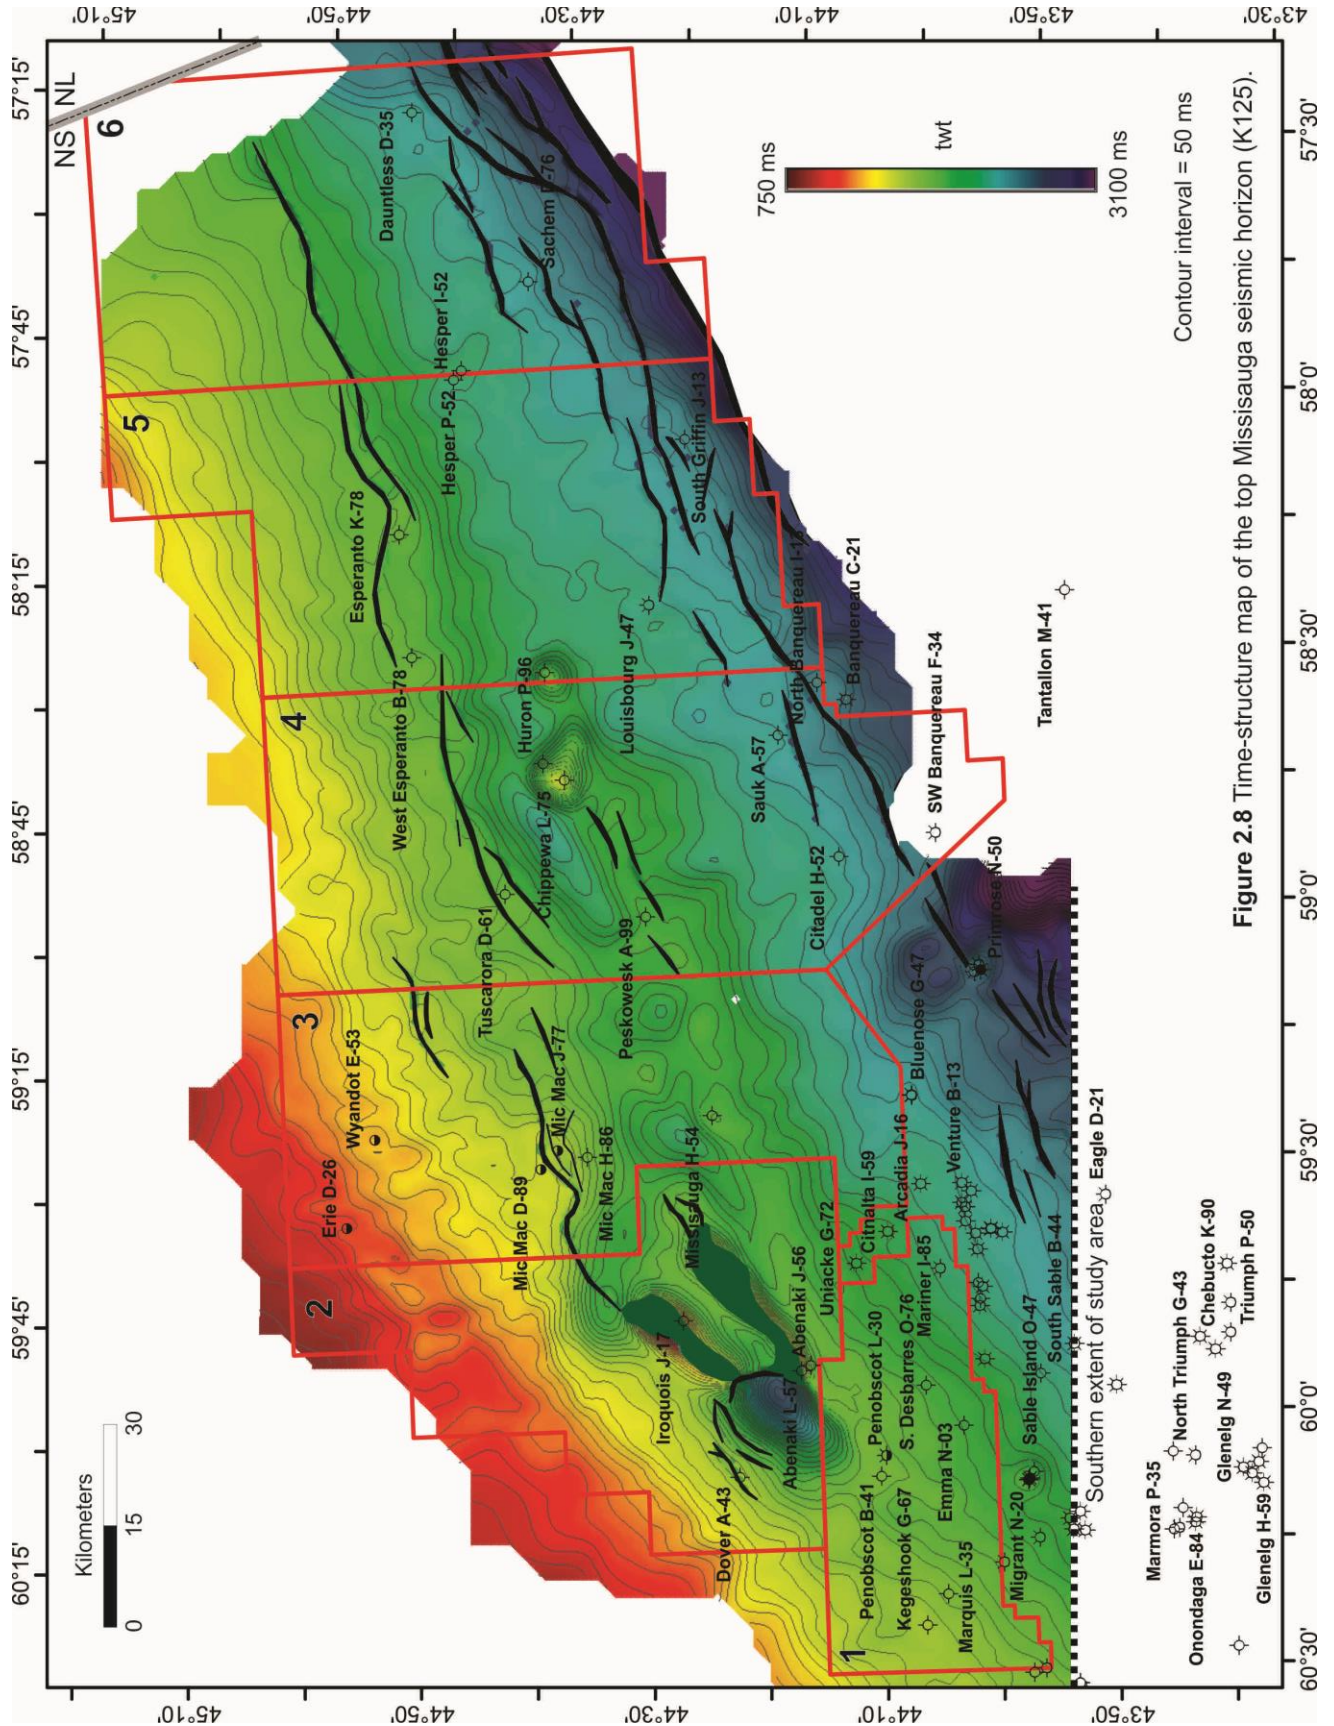 45°10'
44°50'
44°30'
44°10'
43°50'
43°30'
57°15'
57°45'
58°15'
58°45'
59°15'
59°45'
60°15'
57°30'
58°0'
58°30'
59°0'
59°30'
60°0'
60°30'
45°10'
44°50'
44°30'
44°10'
43°50'
NS NL
6
5
4
3
2
1
Kilometers
0 15 30
750 ms
twt
3100 ms
Contour interval = 50 ms
Dauntless D-35
Sachem D-76
Hesper I-52
Hesper P-52
South Griffin J-13
Esperanto K-78
West Esperanto B-78
Huron P-96
Louisbourg J-47
North Banquereau I-13
Banquereau C-21
SW Banquereau F-34
Tantallon M-41
Sauk A-57
Chippewa L-75
Citadel H-52
Tuscarora D-61
Peskowesk A-99
Primrose N-50
Bluenose G-47
Wyandot E-53
Erie D-26
Mic Mac J-77
Mic Mac H-86
Mic Mac D-89
Missisauga H-54
Arcadia J-16
Venture B-13
Citnalta I-59
Uniacke G-72
Abenaki J-56
Mariner I-85
Iroquois J-17
Abenaki L-57
Penobscot L-30
S. Desbarres O-76
Dover A-43
Penobscot B-41
Kegeshook G-67
Emma N-03
Marquis L-35
Migrant N-20
Sable Island O-47
South Sable B-44
Southern extent of study area
Eagle D-21
Marmora P-35
North Triumph G-43
Chebucto K-90
Triumph P-50
Onondaga E-84
Glenelg N-49
Glenelg H-59
Figure 2.8 Time-structure map of the top Missisauga seismic horizon (K125).